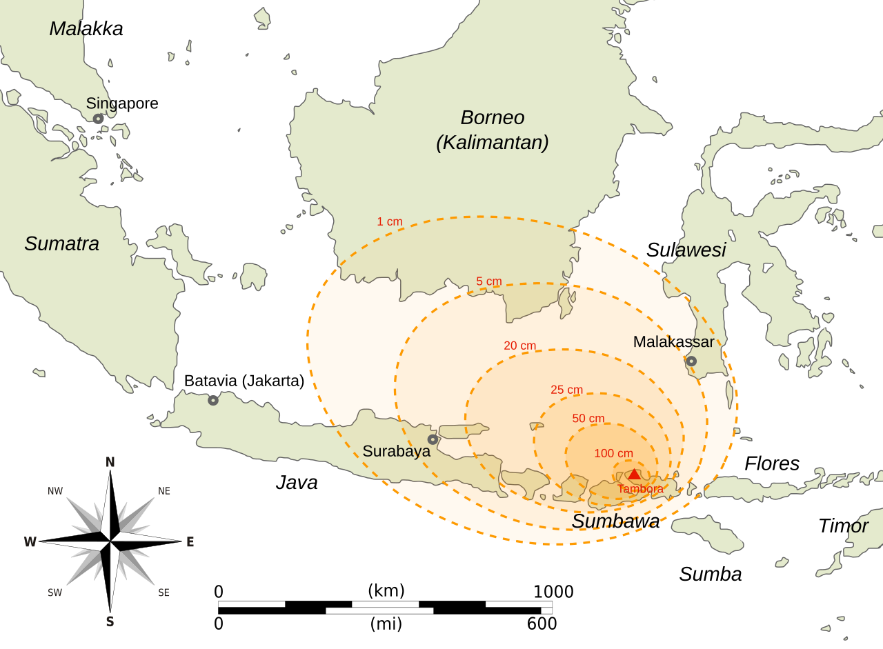 Malakka
Singapore
Borneo
(Kalimantan)
1 cm
Sumatra
Sulawesi
5 cm
20 cm
Malakassar
Batavia (Jakarta)
25 cm
50 cm
Surabaya
100 cm
Tambora
Flores
Java
Sumbawa
Timor
Sumba
N
NW
NE
W
E
SW
SE
S
0 (km) 1000
0 (mi) 600